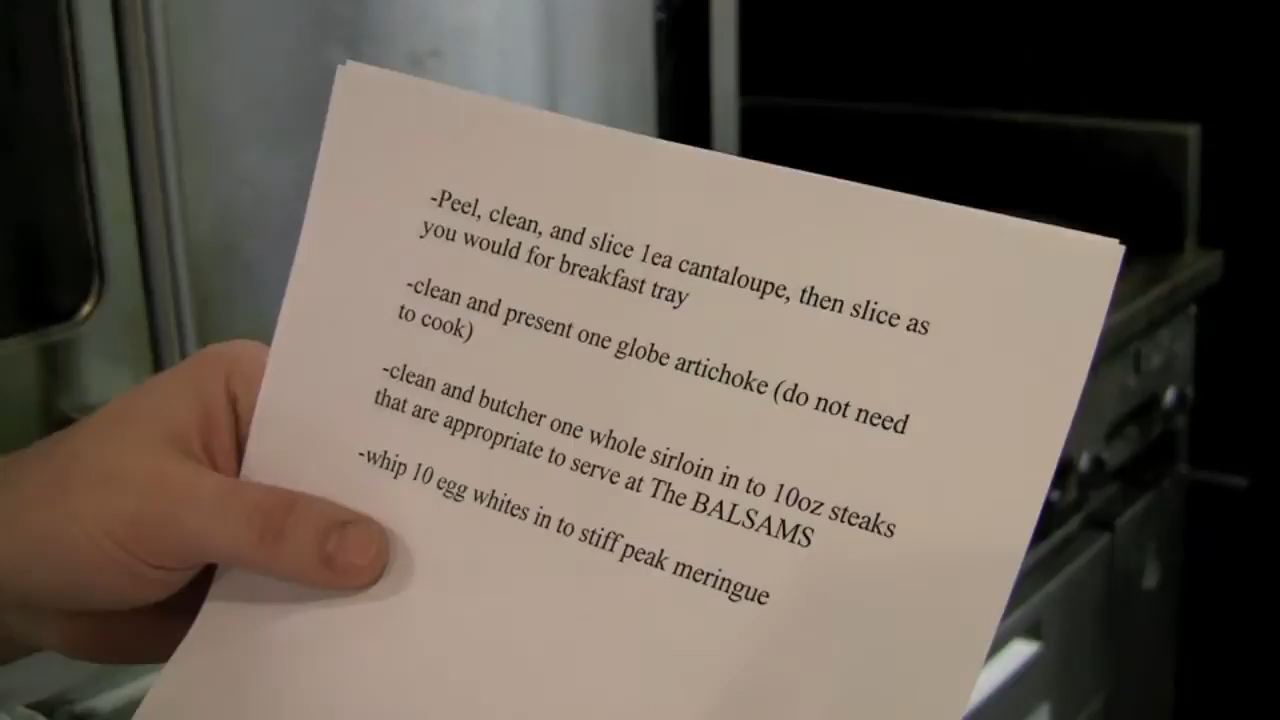 -Peel, clean, and slice 1ea cantaloupe, then slice as
you would for breakfast tray
-clean and present one globe artichoke (do not need
to cook)
-clean and butcher one whole sirloin in to 10oz steaks
that are appropriate to serve at The BALSAMS
-whip 10 egg whites in to stiff peak meringue